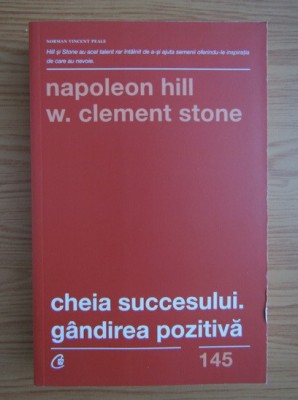 NORMAN VINCENT PEALE
Hill și Stone au acel talent rar întâlnit de a-și ajuta semenii oferindu-le inspirația
de care au nevoie.
napoleon hill
w. clement stone
cheia succesului.
gândirea pozitivă
145